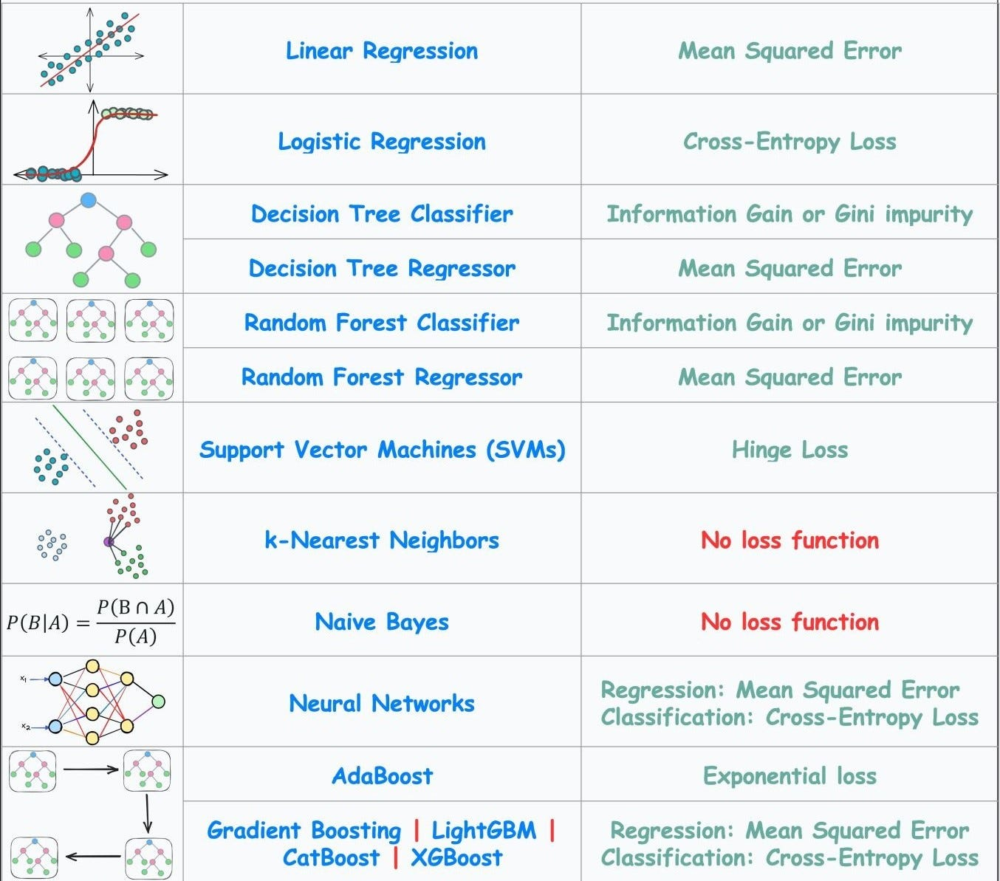 Linear Regression
Mean Squared Error
Logistic Regression
Cross-Entropy Loss
Decision Tree Classifier
Information Gain or Gini impurity
Decision Tree Regressor
Mean Squared Error
Random Forest Classifier
Information Gain or Gini impurity
Random Forest Regressor
Mean Squared Error
Support Vector Machines (SVMs)
Hinge Loss
k-Nearest Neighbors
No loss function
P(B|A) = P(B ∩ A) / P(A)
Naive Bayes
No loss function
x₁
x₂
Neural Networks
Regression: Mean Squared Error
Classification: Cross-Entropy Loss
AdaBoost
Exponential loss
Gradient Boosting | LightGBM |
CatBoost | XGBoost
Regression: Mean Squared Error
Classification: Cross-Entropy Loss